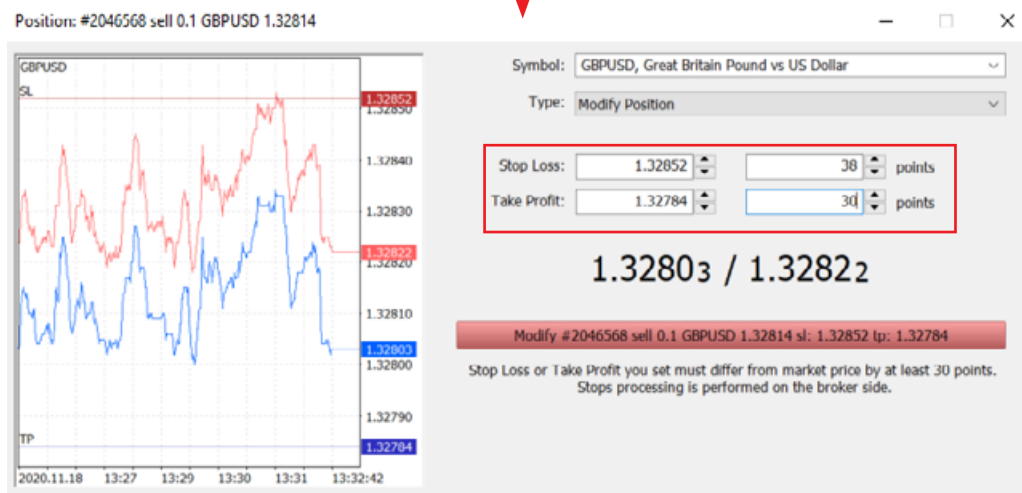 Position: #2046568 sell 0.1 GBPUSD 1.32814
GBPUSD
SL
1.32852
1.32850
1.32840
1.32830
1.32822
1.32820
1.32810
1.32803
1.32800
1.32790
TP
1.32784
2020.11.18 13:27 13:29 13:30 13:31 13:32:42
Symbol: GBPUSD, Great Britain Pound vs US Dollar
Type: Modify Position
Stop Loss: 1.32852 38 points
Take Profit: 1.32784 30 points
1.32803 / 1.32822
Modify #2046568 sell 0.1 GBPUSD 1.32814 sl: 1.32852 tp: 1.32784
Stop Loss or Take Profit you set must differ from market price by at least 30 points.
Stops processing is performed on the broker side.